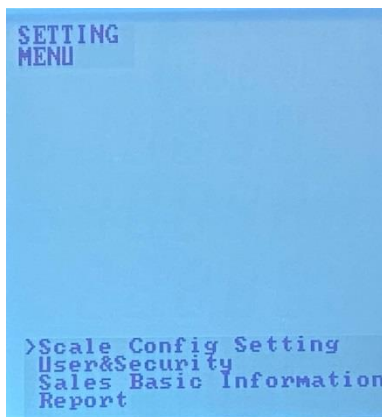 SETTING
MENU
>Scale Config Setting
User&Security
Sales Basic Information
Report